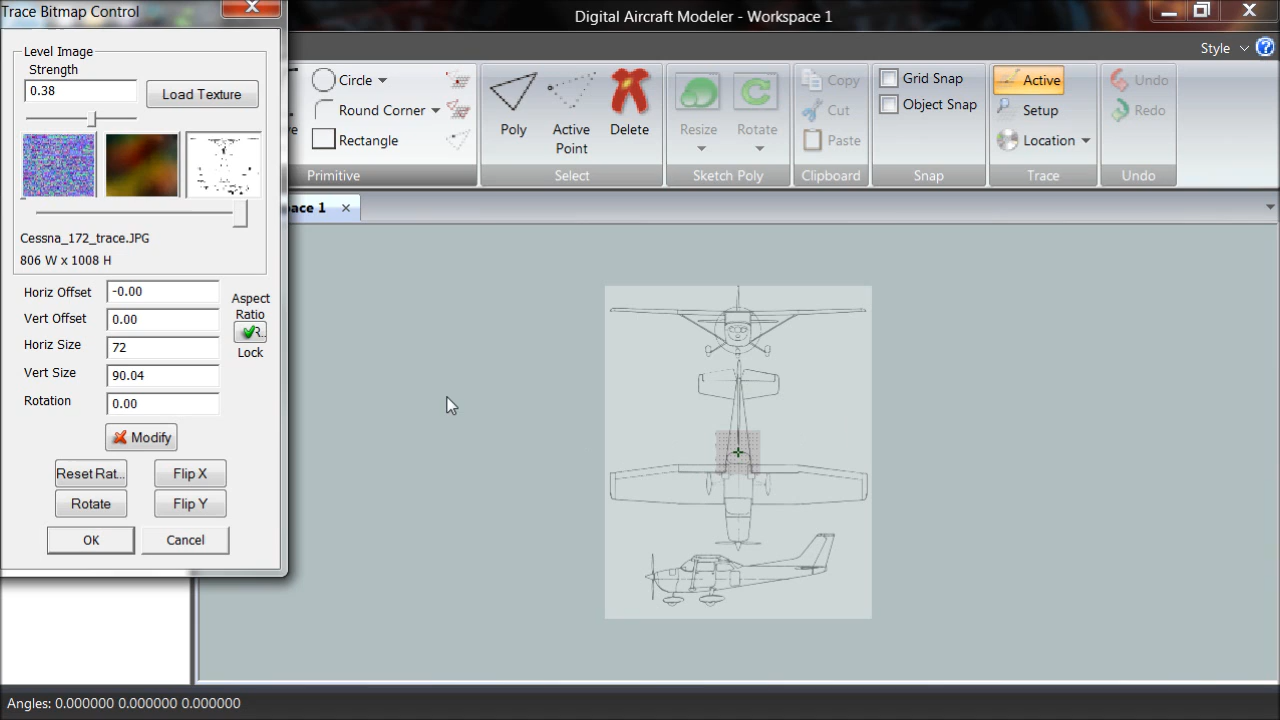 Trace Bitmap Control
Digital Aircraft Modeler - Workspace 1
Style
Level Image
Strength
0.38
Load Texture
Cessna_172_trace.JPG
806 W x 1008 H
Horiz Offset -0.00
Vert Offset 0.00
Horiz Size 72
Vert Size 90.04
Rotation 0.00
Aspect
Ratio
Lock
Modify
Reset Rat.. Flip X
Rotate Flip Y
OK Cancel
Circle
Round Corner
Rectangle
Primitive
Poly
Active
Point
Delete
Select
Resize
Rotate
Sketch Poly
Copy
Cut
Paste
Clipboard
Grid Snap
Object Snap
Snap
Active
Setup
Location
Trace
Undo
Redo
Undo
ace 1
Angles: 0.000000 0.000000 0.000000